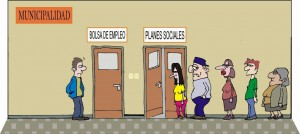 MUNICIPALIDAD
BOLSA DE EMPLEO
PLANES SOCIALES